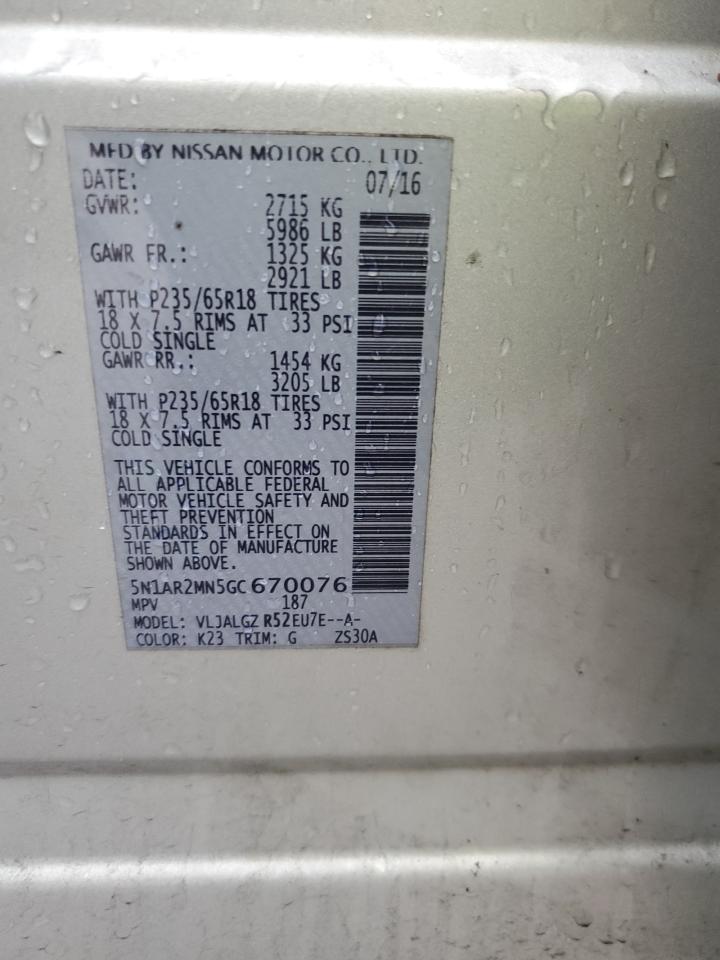 MFD BY NISSAN MOTOR CO., LTD.
DATE: 07/16
GVWR: 2715 KG
5986 LB
GAWR FR.: 1325 KG
2921 LB
WITH P235/65R18 TIRES
18 X 7.5 RIMS AT 33 PSI
COLD SINGLE
GAWR RR.: 1454 KG
3205 LB
WITH P235/65R18 TIRES
18 X 7.5 RIMS AT 33 PSI
COLD SINGLE
THIS VEHICLE CONFORMS TO
ALL APPLICABLE FEDERAL
MOTOR VEHICLE SAFETY AND
THEFT PREVENTION
STANDARDS IN EFFECT ON
THE DATE OF MANUFACTURE
SHOWN ABOVE.
5N1AR2MN5GC670076
MPV 187
MODEL: VLJALGZ R52EU7E--A-
COLOR: K23 TRIM: G ZS30A